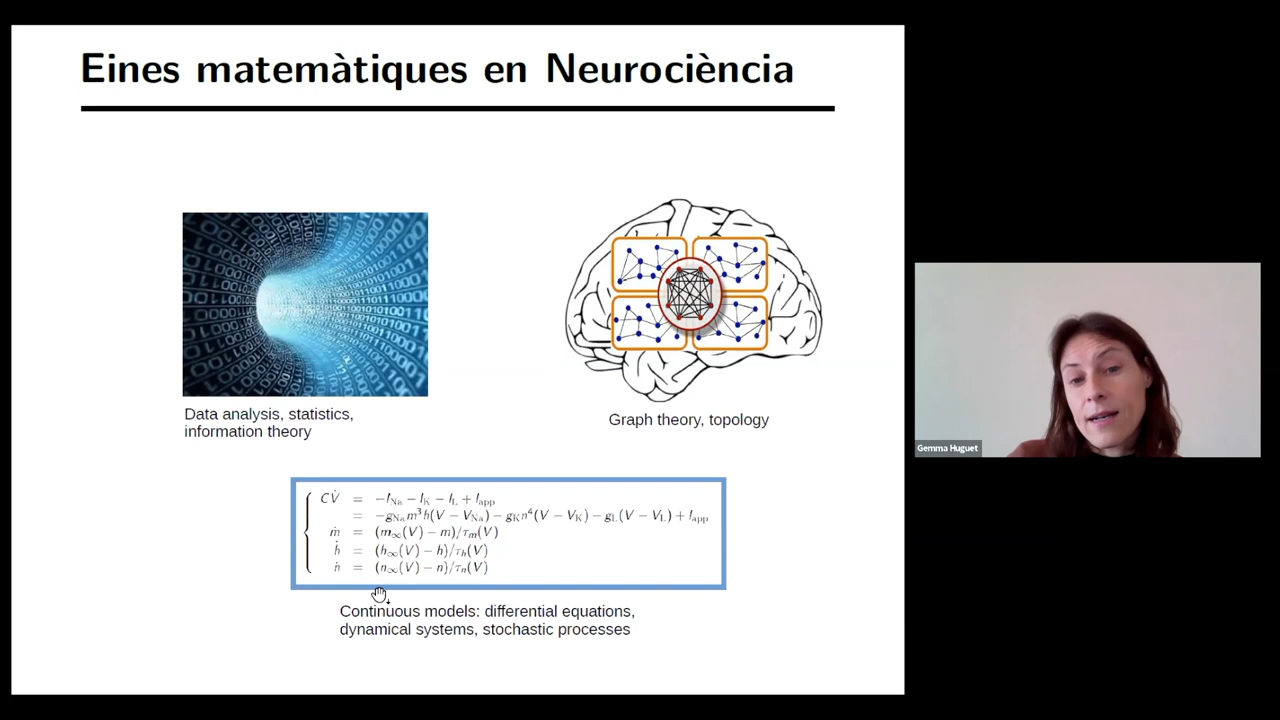 Eines matemàtiques en Neurociència
Data analysis, statistics,
information theory
Graph theory, topology
CV̇ = −I_Na − I_K − I_L + I_app
= −g_Na m³h(V − V_Na) − g_K n⁴(V − V_K) − g_L(V − V_L) + I_app
ṁ = (m_∞(V) − m)/τ_m(V)
ḣ = (h_∞(V) − h)/τ_h(V)
ṅ = (n_∞(V) − n)/τ_n(V)
Continuous models: differential equations,
dynamical systems, stochastic processes
Gemma Huguet